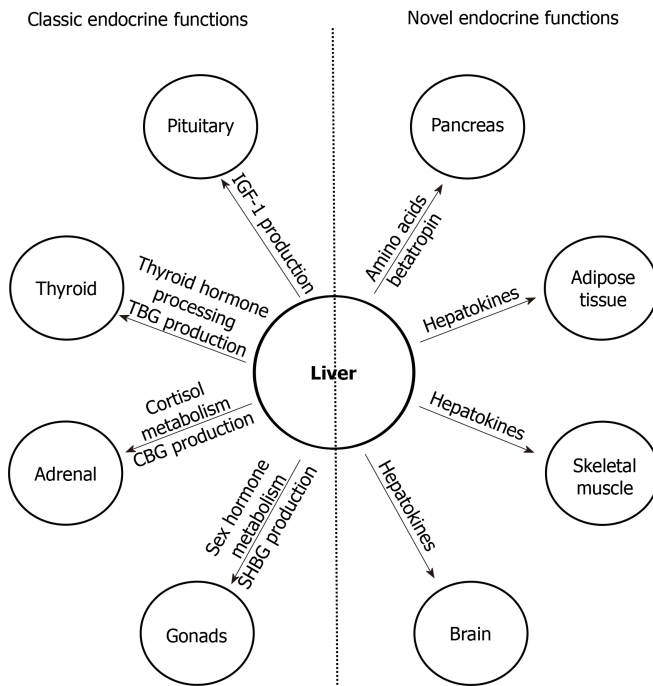 Classic endocrine functions
Novel endocrine functions
Pituitary
Pancreas
IGF-1 production
Amino acids
betatropin
Thyroid
Thyroid hormone
processing
TBG production
Adipose
tissue
Hepatokines
Liver
Adrenal
Cortisol
metabolism
CBG production
Hepatokines
Skeletal
muscle
Sex hormone
metabolism
SHBG production
Hepatokines
Gonads
Brain